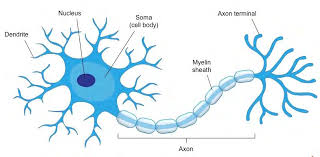 Nucleus
Axon terminal
Soma
(cell body)
Dendrite
Myelin
sheath
Axon